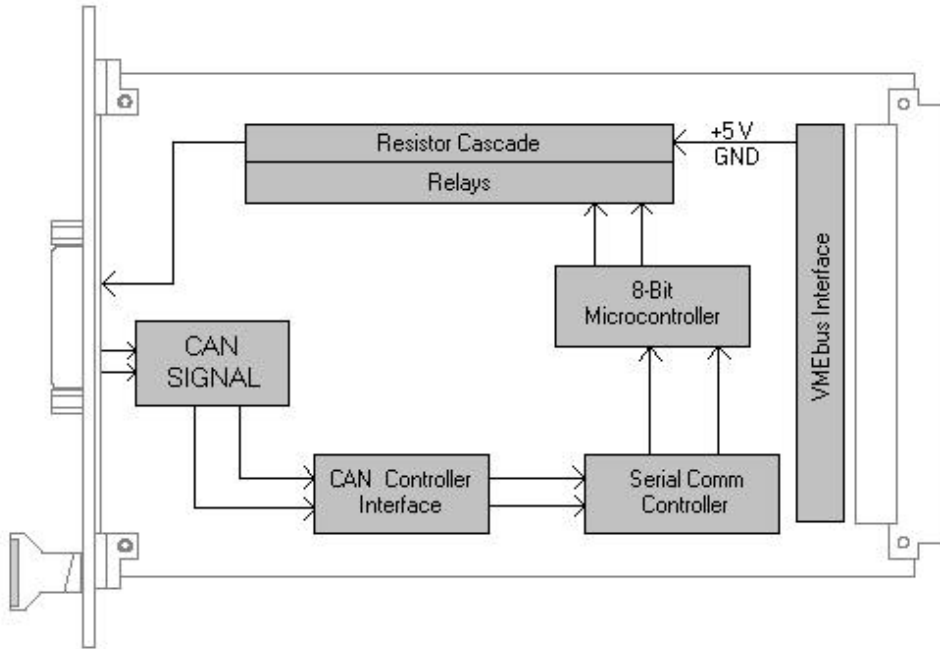 Resistor Cascade
Relays
+5 V
GND
8-Bit
Microcontroller
VMEbus Interface
CAN
SIGNAL
CAN Controller
Interface
Serial Comm
Controller